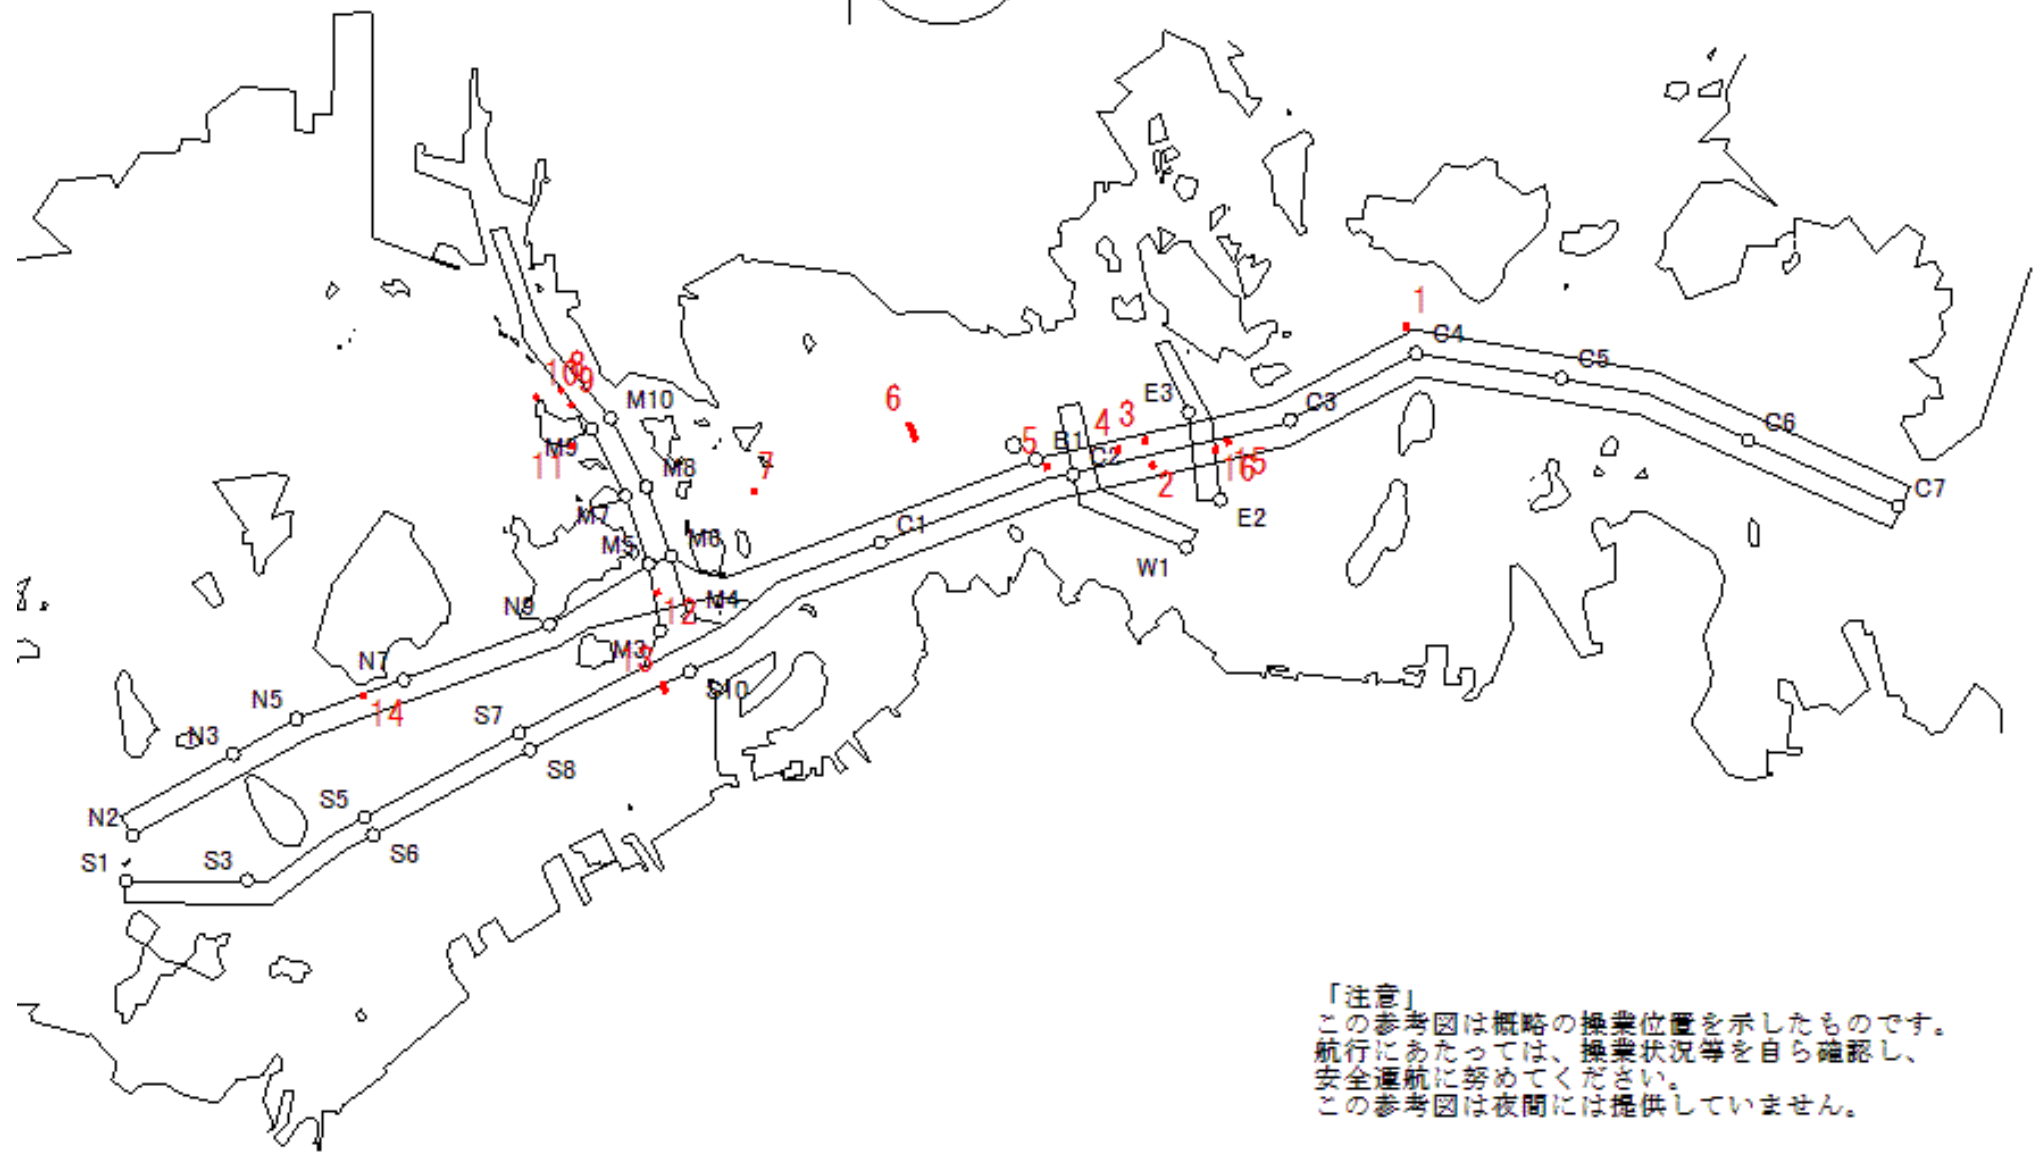 1
C4
C5
8
10
9
M10
6
E3
3
C3
4
C6
M9
5
B1
11
M8
7
C2
2
16
15
C7
M7
E2
C1
M5
M6
W1
N9
M4
12
N7
M3
13
S10
N5
14
S7
N3
S8
S5
N2
S1
S3
S6
「注意」
この参考図は概略の操業位置を示したものです。
航行にあたっては、操業状況等を自ら確認し、
安全運航に努めてください。
この参考図は夜間には提供していません。